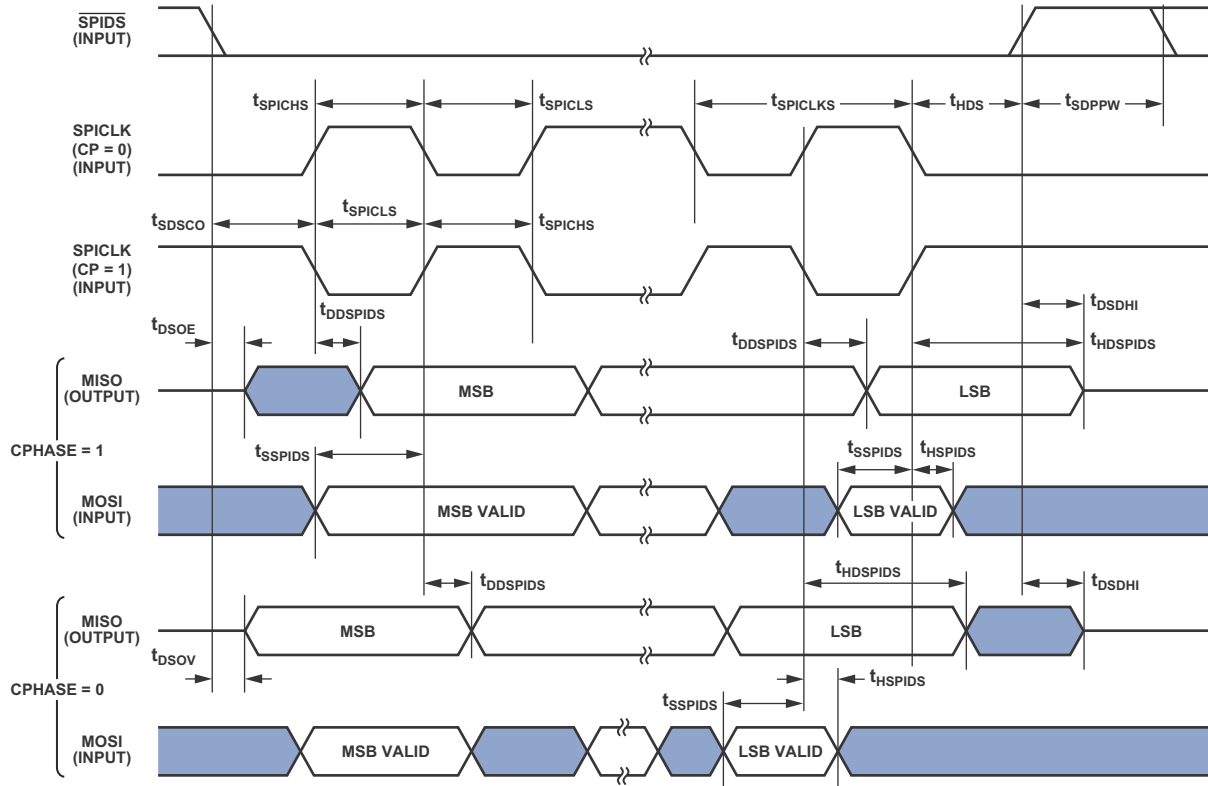 SPIDS
(INPUT)
tSPICHS
tSPICLS
tSPICLKS
tHDS
tSDPPW
SPICLK
(CP = 0)
(INPUT)
tSDSCO
tSPICLS
tSPICHS
SPICLK
(CP = 1)
(INPUT)
tDSOE
tDDSPIDS
tDDSPIDS
tDSDHI
tHDSPIDS
MISO
(OUTPUT)
MSB
LSB
CPHASE = 1
tSSPIDS
tSSPIDS
tHSPIDS
MOSI
(INPUT)
MSB VALID
LSB VALID
tDDSPIDS
tHDSPIDS
tDSDHI
MISO
(OUTPUT)
MSB
LSB
tDSOV
CPHASE = 0
tHSPIDS
tSSPIDS
MOSI
(INPUT)
MSB VALID
LSB VALID